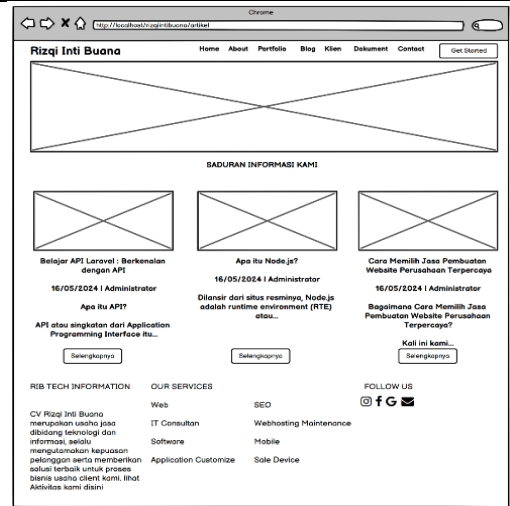 Chrome
http://localhost/rizqiintibuana/artikel
Rizqi Inti Buana
Home About Portfolio Blog Klien Dokument Contact Get Started
SADURAN INFORMASI KAMI
Belajar API Laravel : Berkenalan
dengan API
16/05/2024 | Administrator
Apa itu API?
API atau singkatan dari Application
Programming Interface itu...
Selengkapnya
Apa itu Node.js?
16/05/2024 | Administrator
Dilansir dari situs resminya, Node.js
adalah runtime environment (RTE)
atau...
Selengkapnya
Cara Memilih Jasa Pembuatan
Website Perusahaan Terpercaya
16/05/2024 | Administrator
Bagaimana Cara Memilih Jasa
Pembuatan Website Perusahaan
Terpercaya?
Kali ini kami...
Selengkapnya
RIB TECH INFORMATION
CV Rizqi Inti Buana
merupakan usaha jasa
dibidang teknologi dan
informasi, selalu
mengutamakan kepuasan
pelanggan serta memberikan
solusi terbaik untuk proses
bisnis usaha client kami. lihat
Aktivitas kami disini
OUR SERVICES
Web
IT Consultan
Software
Application Customize
SEO
Webhosting Maintenance
Mobile
Sale Device
FOLLOW US